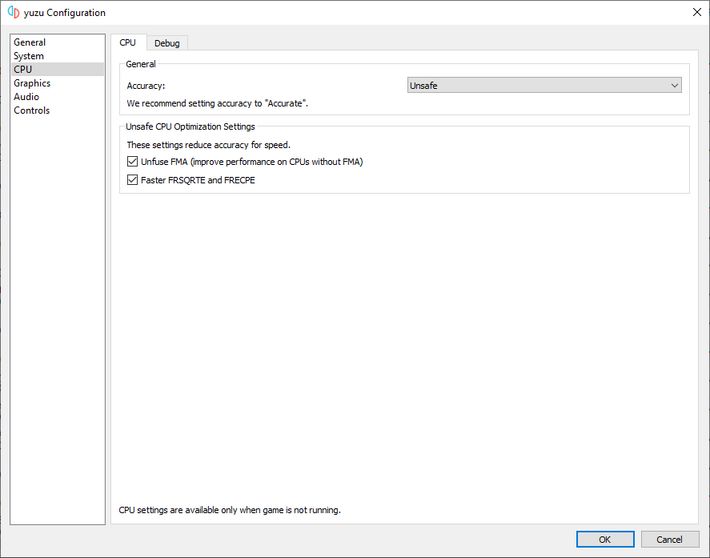 yuzu Configuration
General
System
CPU
Graphics
Audio
Controls
CPU
Debug
General
Accuracy:
Unsafe
We recommend setting accuracy to "Accurate".
Unsafe CPU Optimization Settings
These settings reduce accuracy for speed.
Unfuse FMA (improve performance on CPUs without FMA)
Faster FRSQRTE and FRECPE
CPU settings are available only when game is not running.
OK
Cancel